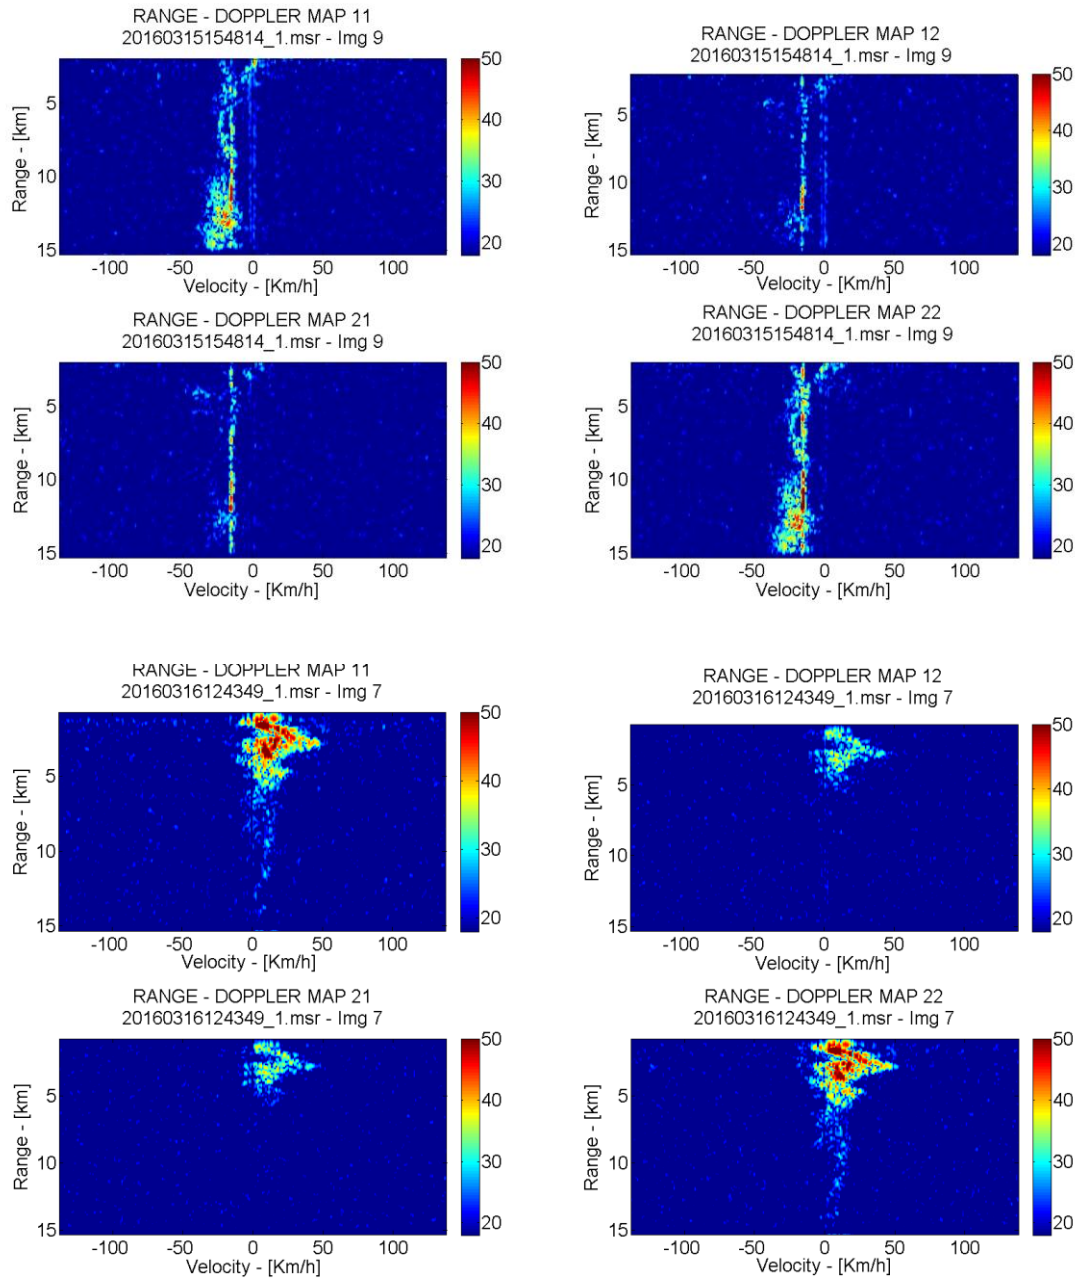 RANGE - DOPPLER MAP 11
20160315154814_1.msr - Img 9
Range - [km]
5
10
15
-100 -50 0 50 100
Velocity - [Km/h]
50
40
30
20
RANGE - DOPPLER MAP 12
20160315154814_1.msr - Img 9
Range - [km]
5
10
15
-100 -50 0 50 100
Velocity - [Km/h]
50
40
30
20
RANGE - DOPPLER MAP 21
20160315154814_1.msr - Img 9
Range - [km]
5
10
15
-100 -50 0 50 100
Velocity - [Km/h]
50
40
30
20
RANGE - DOPPLER MAP 22
20160315154814_1.msr - Img 9
Range - [km]
5
10
15
-100 -50 0 50 100
Velocity - [Km/h]
50
40
30
20
RANGE - DOPPLER MAP 11
20160316124349_1.msr - Img 7
Range - [km]
5
10
15
-100 -50 0 50 100
Velocity - [Km/h]
50
40
30
20
RANGE - DOPPLER MAP 12
20160316124349_1.msr - Img 7
Range - [km]
5
10
15
-100 -50 0 50 100
Velocity - [Km/h]
50
40
30
20
RANGE - DOPPLER MAP 21
20160316124349_1.msr - Img 7
Range - [km]
5
10
15
-100 -50 0 50 100
Velocity - [Km/h]
50
40
30
20
RANGE - DOPPLER MAP 22
20160316124349_1.msr - Img 7
Range - [km]
5
10
15
-100 -50 0 50 100
Velocity - [Km/h]
50
40
30
20